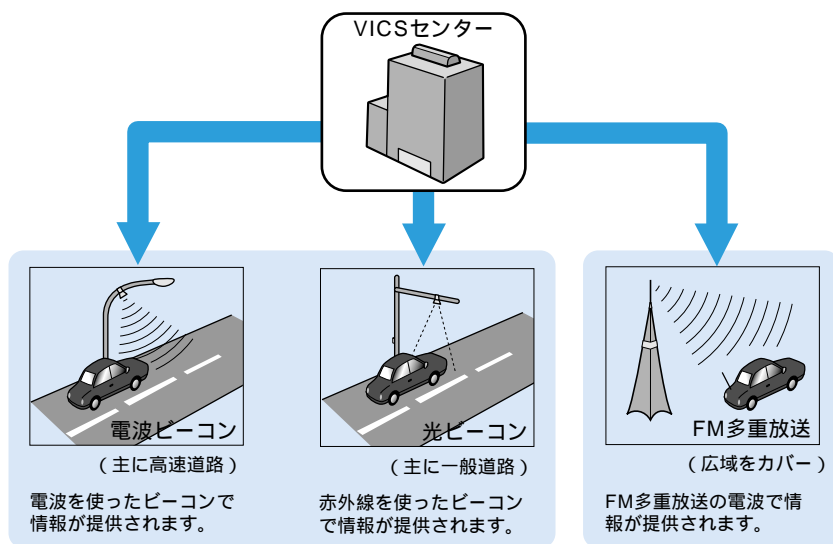 VICSセンター
電波ビーコン
(主に高速道路)
電波を使ったビーコンで
情報が提供されます。
光ビーコン
(主に一般道路)
赤外線を使ったビーコン
で情報が提供されます。
FM多重放送
(広域をカバー)
FM多重放送の電波で情
報が提供されます。